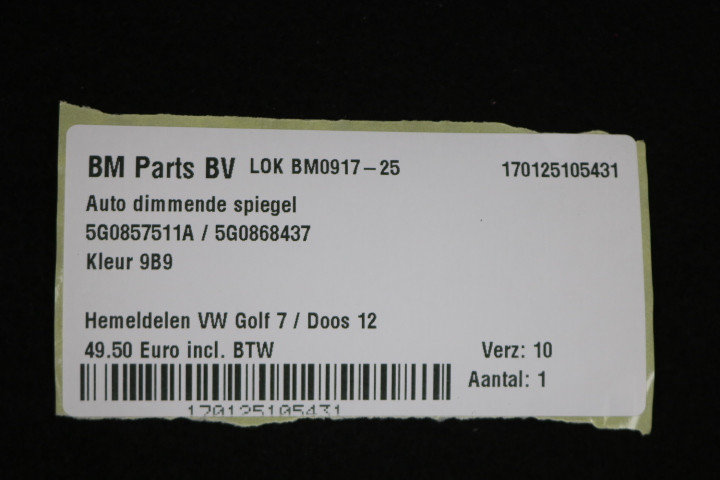 BM Parts BV LOK BM0917-25 170125105431
Auto dimmende spiegel
5G0857511A / 5G0868437
Kleur 9B9
Hemeldelen VW Golf 7 / Doos 12
49.50 Euro incl. BTW Verz: 10
Aantal: 1
170125105431